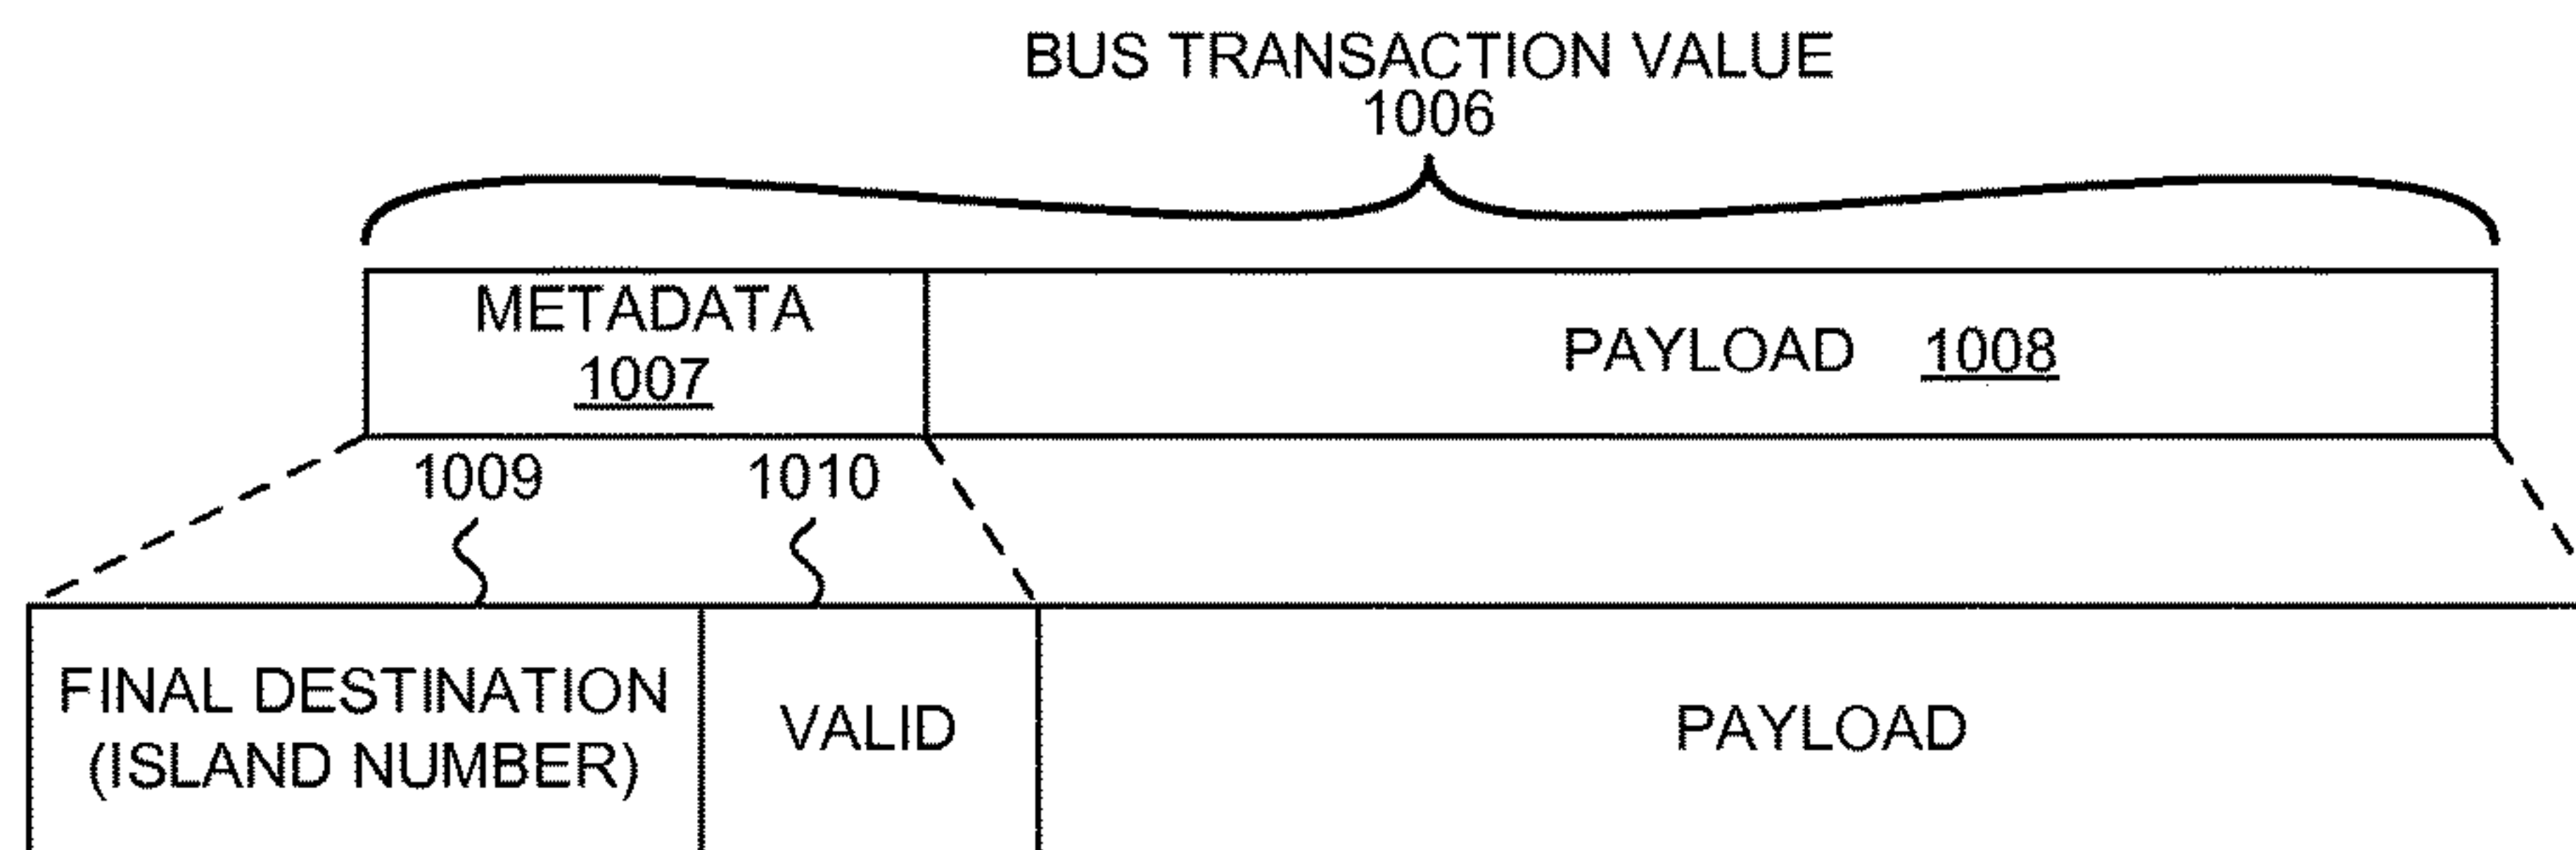 BUS TRANSACTION VALUE
1006
METADATA
1007
PAYLOAD 1008
1009
1010
FINAL DESTINATION
(ISLAND NUMBER)
VALID
PAYLOAD